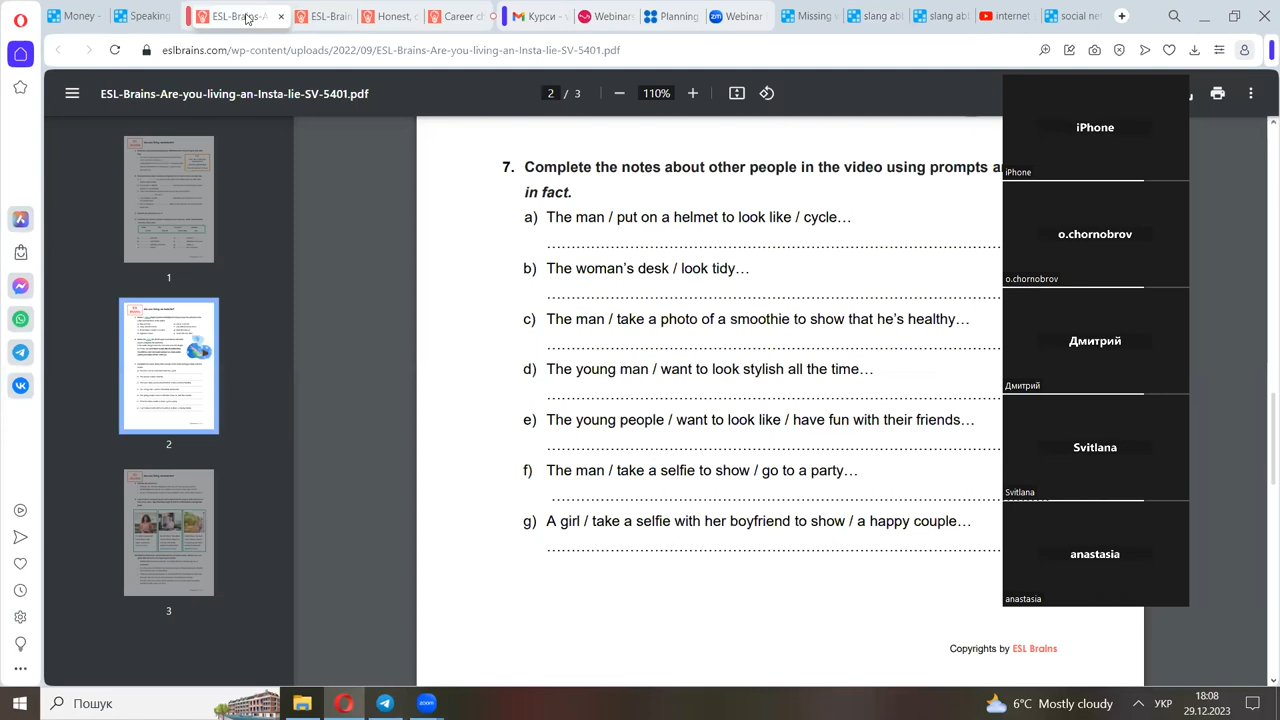 Money -
Speaking
ESL-Brains-A
ESL-Brain
Honest, c
Career or
Курси - v
Webinar
Planning
Webinar
Missing v
slang ab
slang ab
internet
social net
eslbrains.com/wp-content/uploads/2022/09/ESL-Brains-Are-you-living-an-Insta-lie-SV-5401.pdf
ESL-Brains-Are-you-living-an-Insta-lie-SV-5401.pdf
2 / 3
110%
1
2
3
7. Complete the notes about other people in the video using prompts a
in fact.
a) The man / put on a helmet to look like / cycle…
b) The woman's desk / look tidy…
c) The man / take a photo of a smoothie to show that he's healthy…
d) The young man / want to look stylish all the time…
e) The young people / want to look like / have fun with their friends…
f) The man / take a selfie to show / go to a party…
g) A girl / take a selfie with her boyfriend to show / a happy couple…
Copyrights by ESL Brains
iPhone
iPhone
o.chornobrov
o.chornobrov
Дмитрий
Дмитрий
Svitlana
Svitlana
anastasia
anastasia
Пошук
6°C Mostly cloudy
УКР
18:08
29.12.2023